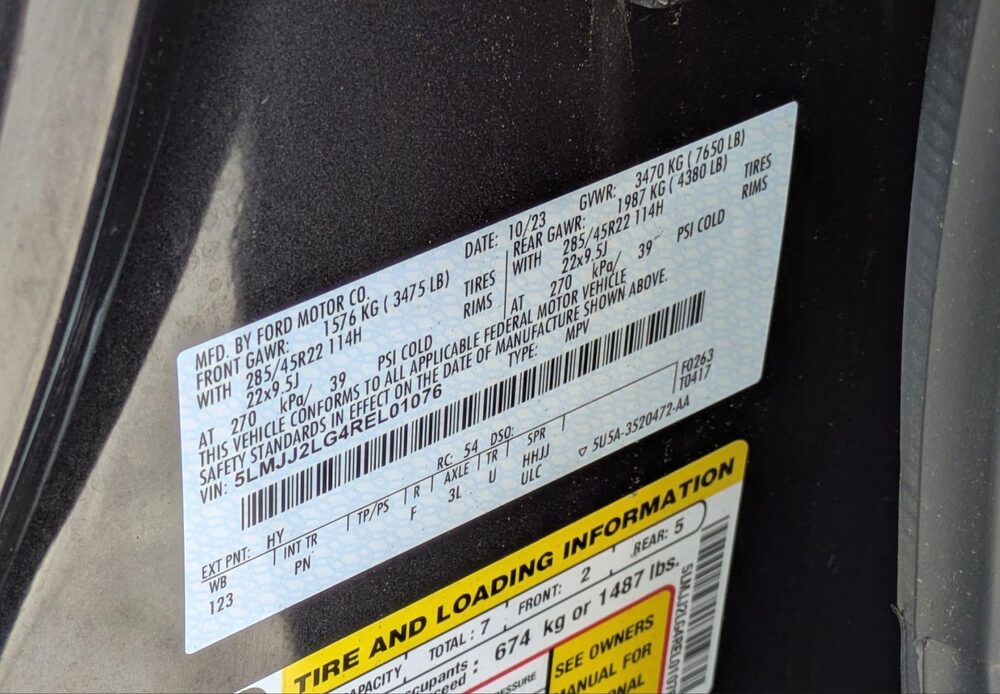 MFD. BY FORD MOTOR CO. DATE: 10/23 GVWR: 3470 KG ( 7650 LB)
FRONT GAWR: 1576 KG ( 3475 LB) REAR GAWR: 1987 KG ( 4380 LB)
WITH 285/45R22 114H TIRES WITH 285/45R22 114H TIRES
22x9.5J RIMS 22x9.5J RIMS
AT 270 kPa/ 39 PSI COLD AT 270 kPa/ 39 PSI COLD
THIS VEHICLE CONFORMS TO ALL APPLICABLE FEDERAL MOTOR VEHICLE
SAFETY STANDARDS IN EFFECT ON THE DATE OF MANUFACTURE SHOWN ABOVE.
VIN: 5LMJJ2LG4REL01076 TYPE: MPV
EXT PNT: HY RC: 54 DSO: F0263
WB INT TR TP/PS R AXLE TR SPR T0417
123 PN F 3L U HHJJ 5U5A-3520472-AA
ULC
TIRE AND LOADING INFORMATION
CAPACITY TOTAL: 7 FRONT: 2 REAR: 5
cupants
ceed : 674 kg or 1487 lbs.
SEE OWNERS
MANUAL FOR